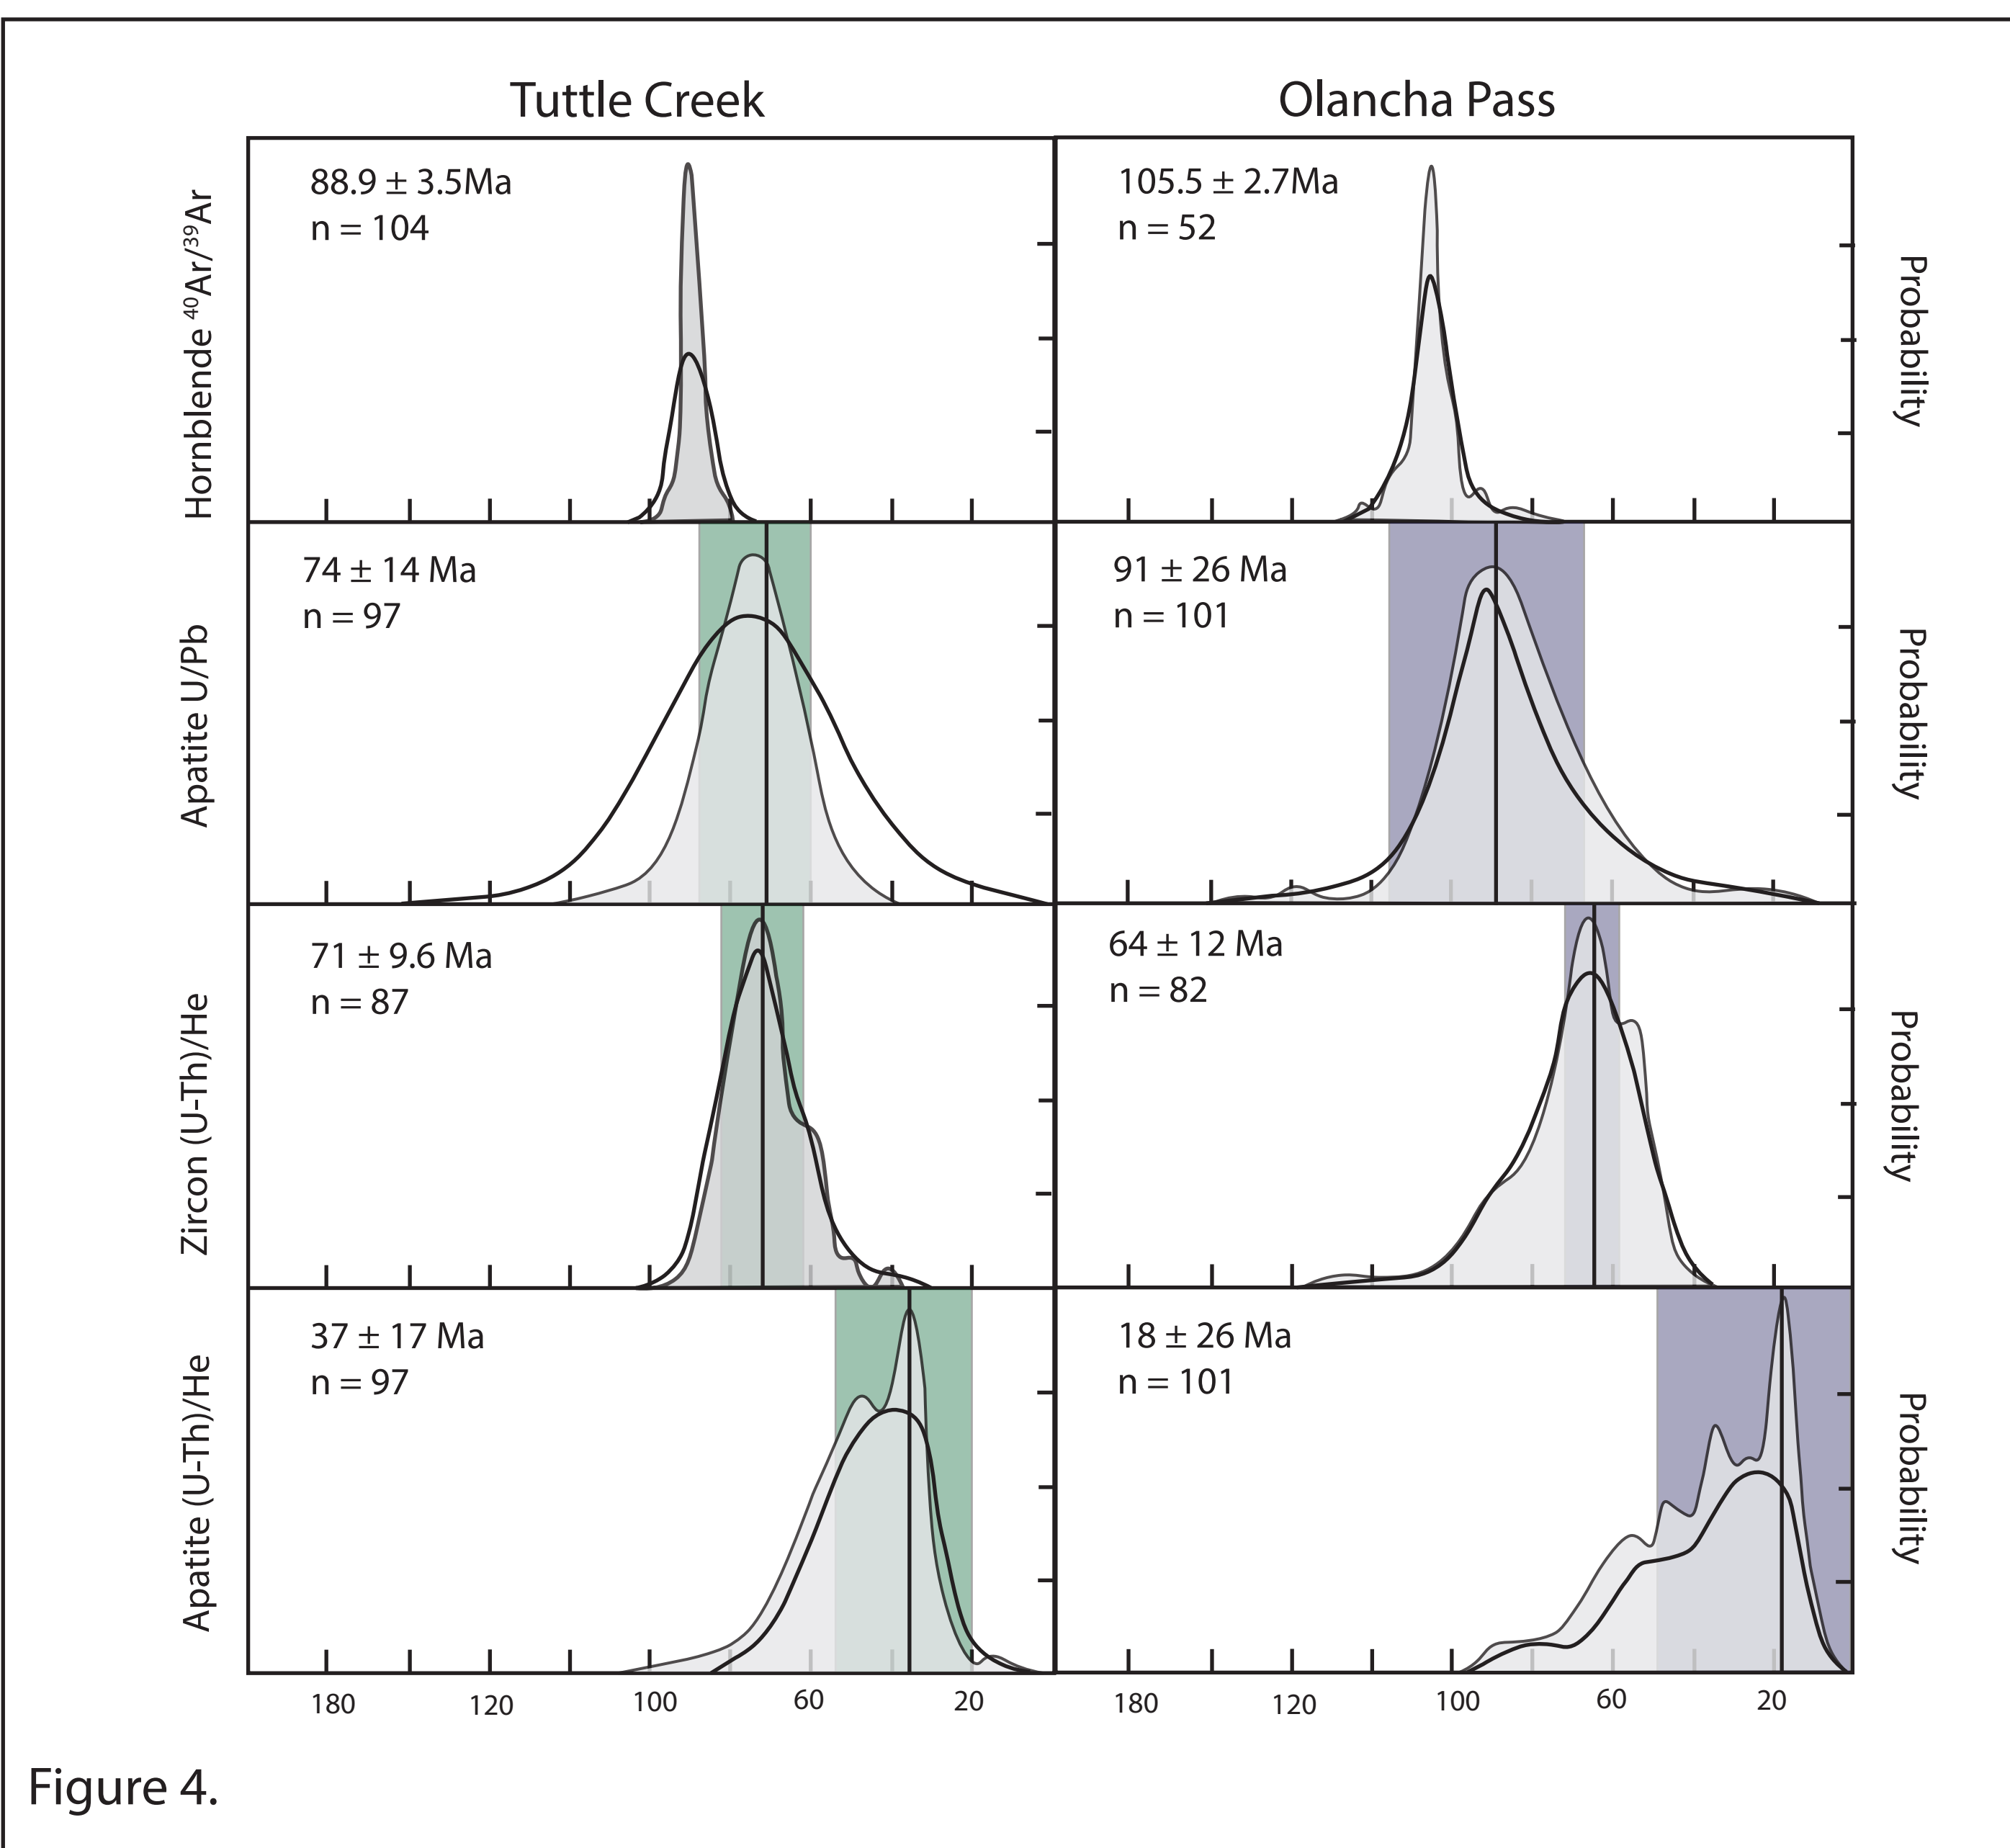 Tuttle Creek
Olancha Pass
Hornblende ⁴⁰Ar/³⁹Ar
88.9 ± 3.5Ma
n = 104
105.5 ± 2.7Ma
n = 52
Probability
Apatite U/Pb
74 ± 14 Ma
n = 97
91 ± 26 Ma
n = 101
Probability
Zircon (U-Th)/He
71 ± 9.6 Ma
n = 87
64 ± 12 Ma
n = 82
Probability
Apatite (U-Th)/He
37 ± 17 Ma
n = 97
18 ± 26 Ma
n = 101
Probability
180 120 100 60 20
180 120 100 60 20
Figure 4.